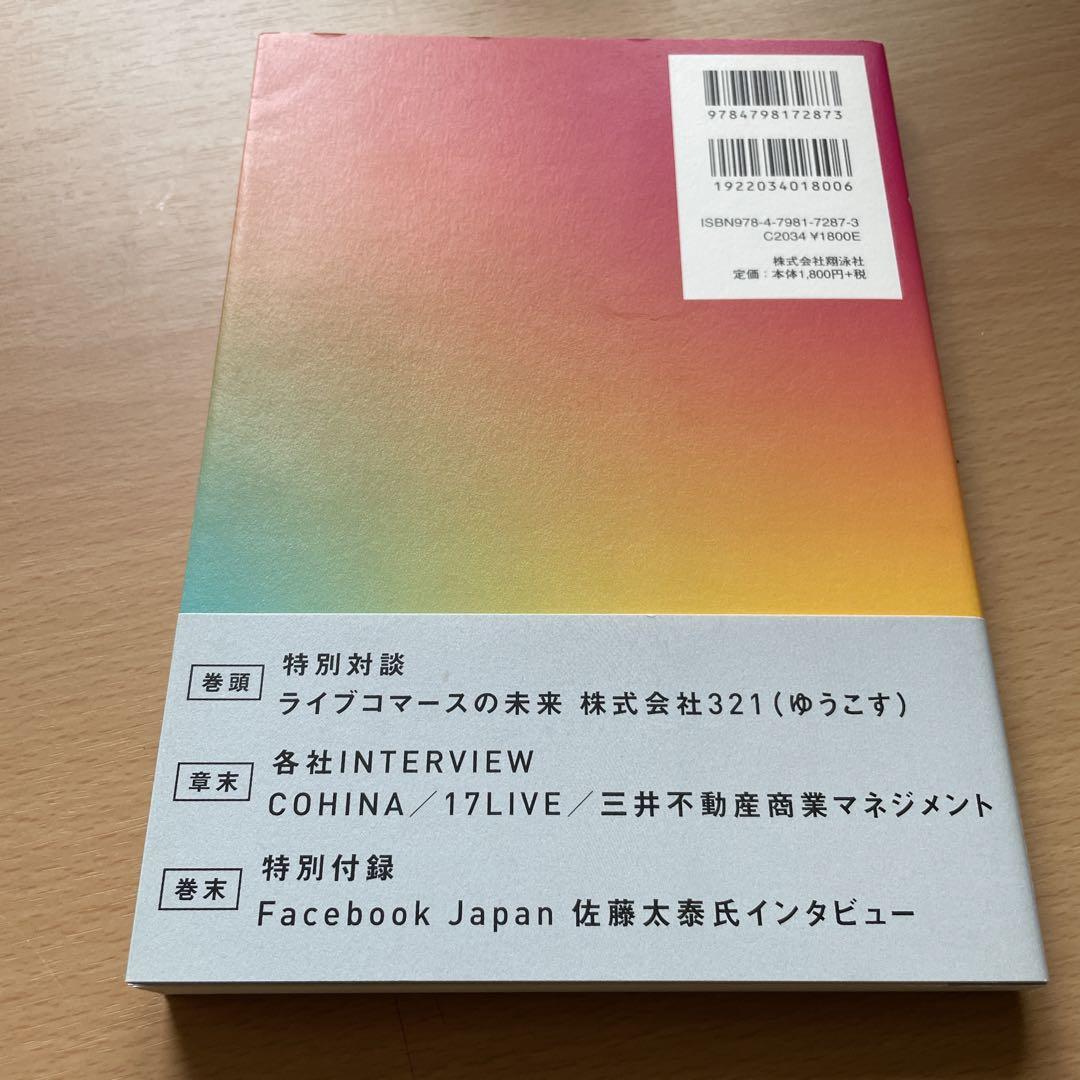 9784798172873
1922034018006
ISBN978-4-7981-7287-3
C2034 ¥1800E
株式会社翔泳社
定価：本体1,800円+税
巻頭
特別対談
ライブコマースの未来 株式会社321（ゆうこす）
章末
各社INTERVIEW
COHINA／17LIVE／三井不動産商業マネジメント
巻末
特別付録
Facebook Japan 佐藤太泰氏インタビュー